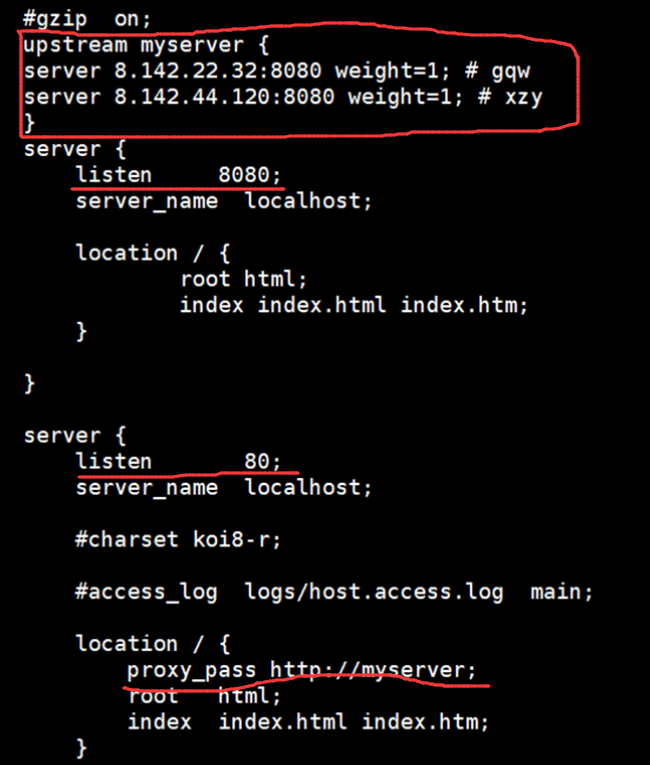 #gzip  on;
upstream myserver {
server 8.142.22.32:8080 weight=1; # gqw
server 8.142.44.120:8080 weight=1; # xzy
}
server {
    listen     8080;
    server_name  localhost;

    location / {
            root html;
            index index.html index.htm;
    }

}

server {
    listen       80;
    server_name  localhost;

    #charset koi8-r;

    #access_log  logs/host.access.log  main;

    location / {
        proxy_pass http://myserver;
        root   html;
        index  index.html index.htm;
    }